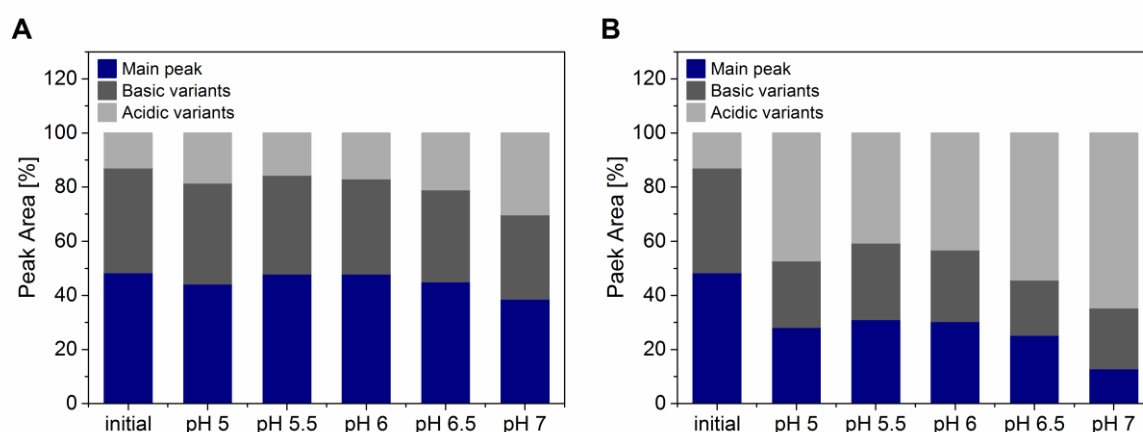 A
Main peak
Basic variants
Acidic variants
Peak Area [%]
120
100
80
60
40
20
0
initial pH 5 pH 5.5 pH 6 pH 6.5 pH 7
B
Main peak
Basic variants
Acidic variants
Paek Area [%]
120
100
80
60
40
20
0
initial pH 5 pH 5.5 pH 6 pH 6.5 pH 7